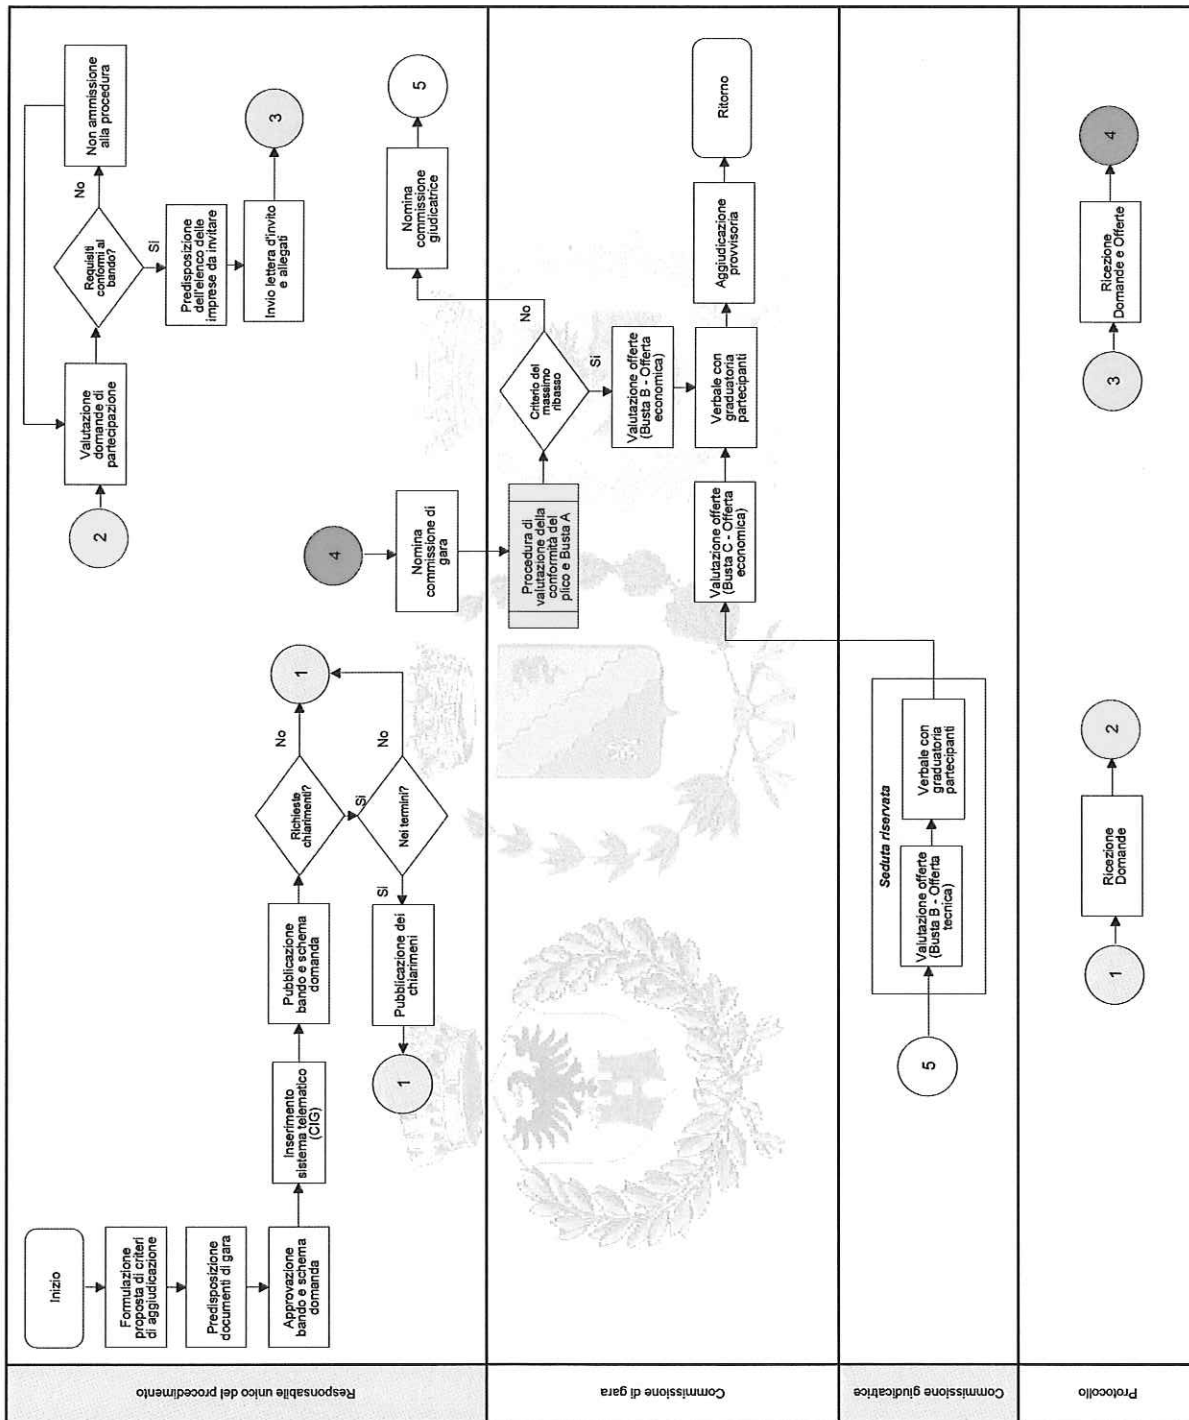 Responsabile unico del procedimento
Inizio
Formulazione
proposta di criteri
di aggiudicazione
Predisposizione
documenti di gara
Approvazione
bando e schema
domanda
Inserimento
sistema telematico
(CIG)
Pubblicazione
bando e schema
domanda
Richieste
chiarimenti?
No
1
Si
Nei termini?
No
Si
Pubblicazione dei
chiarimeni
1
2
Valutazione
domande di
partecipazione
Requisiti
conformi al
bando?
No
Non ammissione
alla procedura
Si
Predisposizione
dell'elenco delle
imprese da invitare
Invio lettera d'invito
e allegati
3
4
Nomina
commissione di
gara
Nomina
commissione
giudicatrice
5
Commissione di gara
Procedura di
valutazione della
conformità del
plico e Busta A
Criterio del
massimo
ribasso
No
Si
Valutazione offerte
(Busta B - Offerta
economica)
Valutazione offerte
(Busta C - Offerta
economica)
Verbale con
graduatoria
partecipanti
Aggiudicazione
provvisoria
Ritorno
Commissione giudicatrice
5
Seduta riservata
Valutazione offerte
(Busta B - Offerta
tecnica)
Verbale con
graduatoria
partecipanti
Protocollo
1
Ricezione
Domande
2
3
Ricezione
Domande e Offerte
4